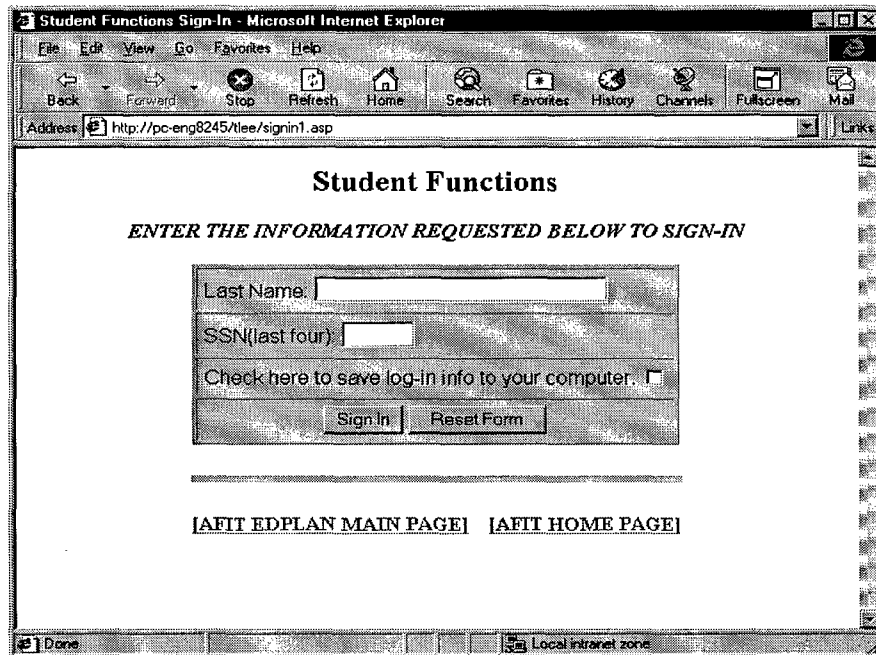 Student Functions Sign-In - Microsoft Internet Explorer
File Edit View Go Favorites Help
Back Forward Stop Refresh Home Search Favorites History Channels Fullscreen Mail
Address http://pc-eng8245/tlee/signin1.asp Links
Student Functions
ENTER THE INFORMATION REQUESTED BELOW TO SIGN-IN
Last Name:
SSN(last four):
Check here to save log-in info to your computer.
Sign In Reset Form
[AFIT EDPLAN MAIN PAGE] [AFIT HOME PAGE]
Done Local intranet zone